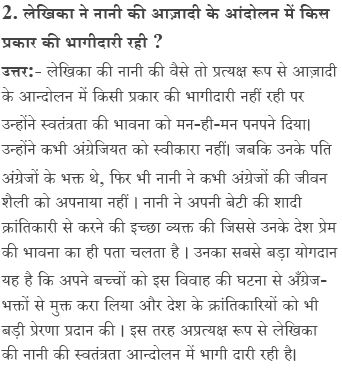 2. लेखिका ने नानी की आज़ादी के आंदोलन में किस
प्रकार की भागीदारी रही ?
उत्तर:- लेखिका की नानी की वैसे तो प्रत्यक्ष रूप से आज़ादी
के आन्दोलन में किसी प्रकार की भागीदारी नहीं रही पर
उन्होंने स्वतंत्रता की भावना को मन-ही-मन पनपने दिया|
उन्होंने कभी अंग्रेजियत को स्वीकारा नहीं| जबकि उनके पति
अंग्रेजों के भक्त थे, फिर भी नानी ने कभी अंग्रेजों की जीवन
शैली को अपनाया नहीं | नानी ने अपनी बेटी की शादी
क्रांतिकारी से करने की इच्छा व्यक्त की जिससे उनके देश प्रेम
की भावना का ही पता चलता है | उनका सबसे बड़ा योगदान
यह है कि अपने बच्चों को इस विवाह की घटना से अँग्रेज-
भक्तों से मुक्त करा लिया और देश के क्रांतिकारियों को भी
बड़ी प्रेरणा प्रदान की | इस तरह अप्रत्यक्ष रूप से लेखिका
की नानी की स्वतंत्रता आन्दोलन में भागी दारी रही है|